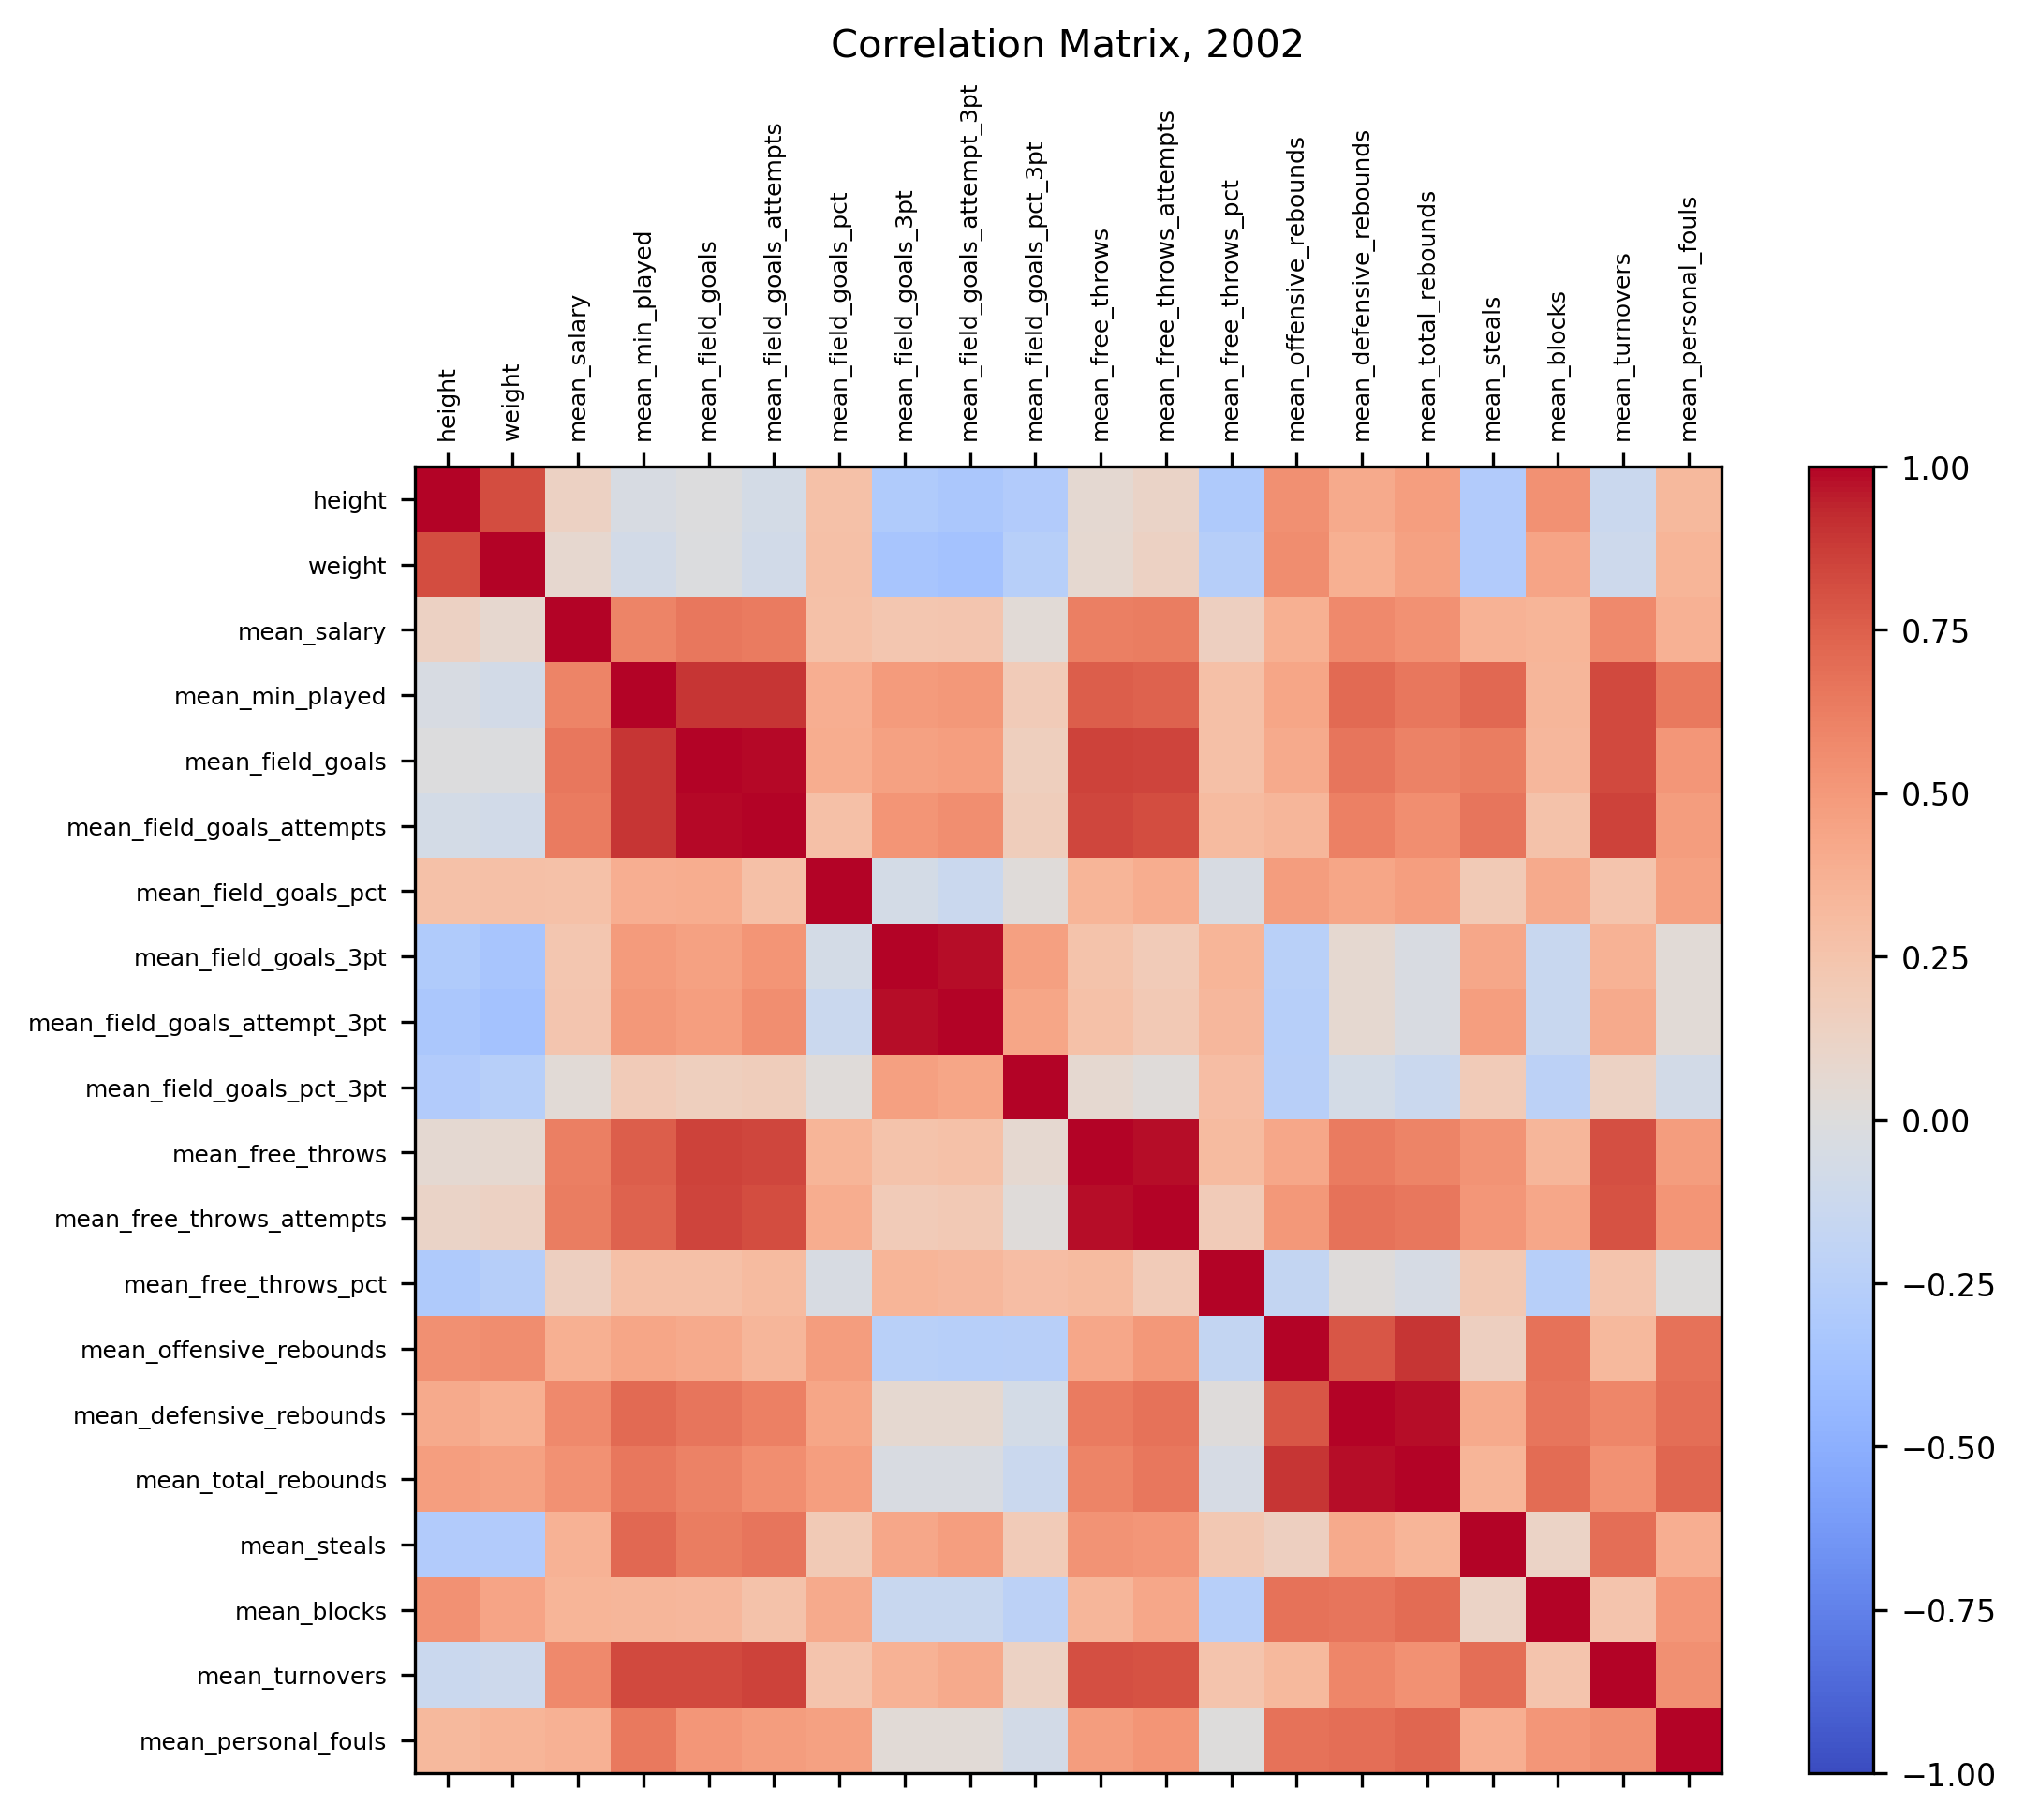 Correlation Matrix, 2002
height
weight
mean_salary
mean_min_played
mean_field_goals
mean_field_goals_attempts
mean_field_goals_pct
mean_field_goals_3pt
mean_field_goals_attempt_3pt
mean_field_goals_pct_3pt
mean_free_throws
mean_free_throws_attempts
mean_free_throws_pct
mean_offensive_rebounds
mean_defensive_rebounds
mean_total_rebounds
mean_steals
mean_blocks
mean_turnovers
mean_personal_fouls
height
weight
mean_salary
mean_min_played
mean_field_goals
mean_field_goals_attempts
mean_field_goals_pct
mean_field_goals_3pt
mean_field_goals_attempt_3pt
mean_field_goals_pct_3pt
mean_free_throws
mean_free_throws_attempts
mean_free_throws_pct
mean_offensive_rebounds
mean_defensive_rebounds
mean_total_rebounds
mean_steals
mean_blocks
mean_turnovers
mean_personal_fouls
1.00
0.75
0.50
0.25
0.00
−0.25
−0.50
−0.75
−1.00